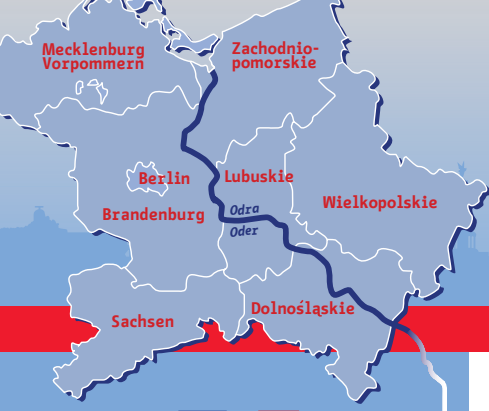 Mecklenburg
Vorpommern
Zachodnio-
pomorskie
Berlin
Lubuskie
Brandenburg
Odra
Oder
Wielkopolskie
Sachsen
Dolnośląskie